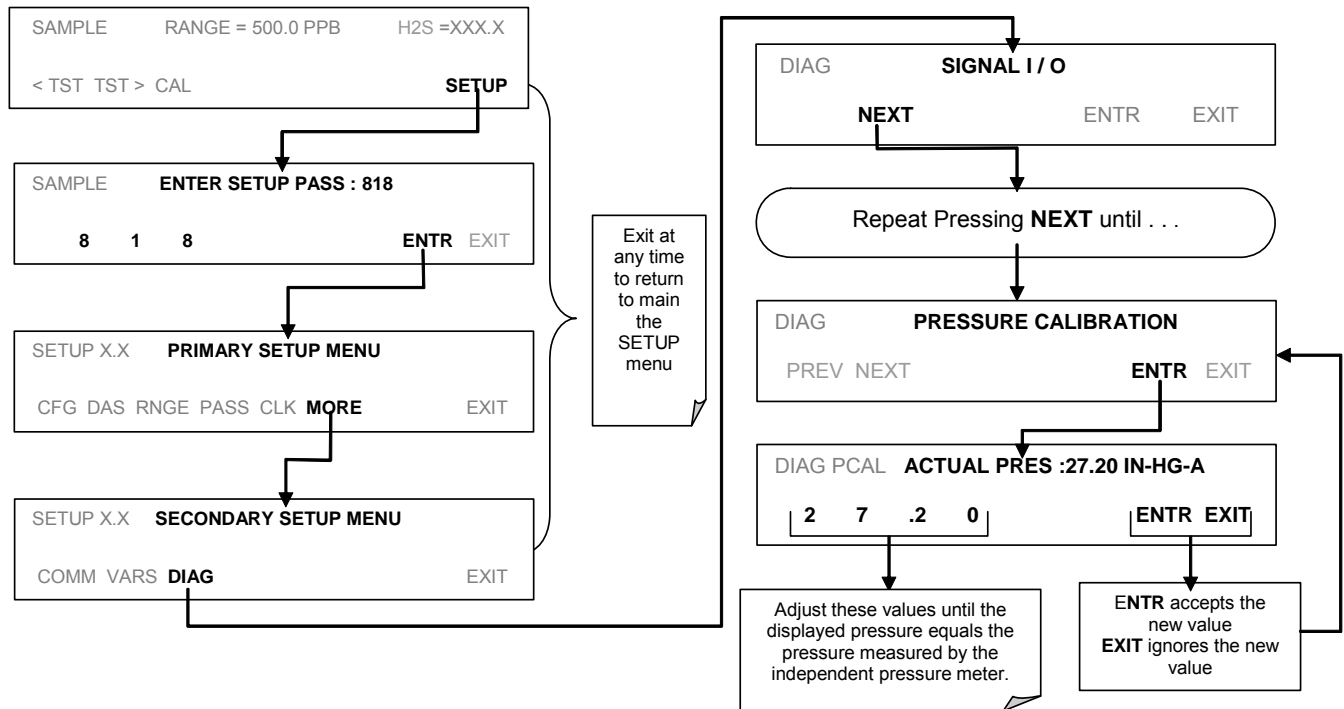 SAMPLE RANGE = 500.0 PPB H2S =XXX.X
< TST TST > CAL SETUP
SAMPLE ENTER SETUP PASS : 818
8 1 8 ENTR EXIT
SETUP X.X PRIMARY SETUP MENU
CFG DAS RNGE PASS CLK MORE EXIT
SETUP X.X SECONDARY SETUP MENU
COMM VARS DIAG EXIT
Exit at
any time
to return
to main
the
SETUP
menu
DIAG SIGNAL I / O
NEXT ENTR EXIT
Repeat Pressing NEXT until . . .
DIAG PRESSURE CALIBRATION
PREV NEXT ENTR EXIT
DIAG PCAL ACTUAL PRES :27.20 IN-HG-A
2 7 .2 0 ENTR EXIT
Adjust these values until the
displayed pressure equals the
pressure measured by the
independent pressure meter.
ENTR accepts the
new value
EXIT ignores the new
value